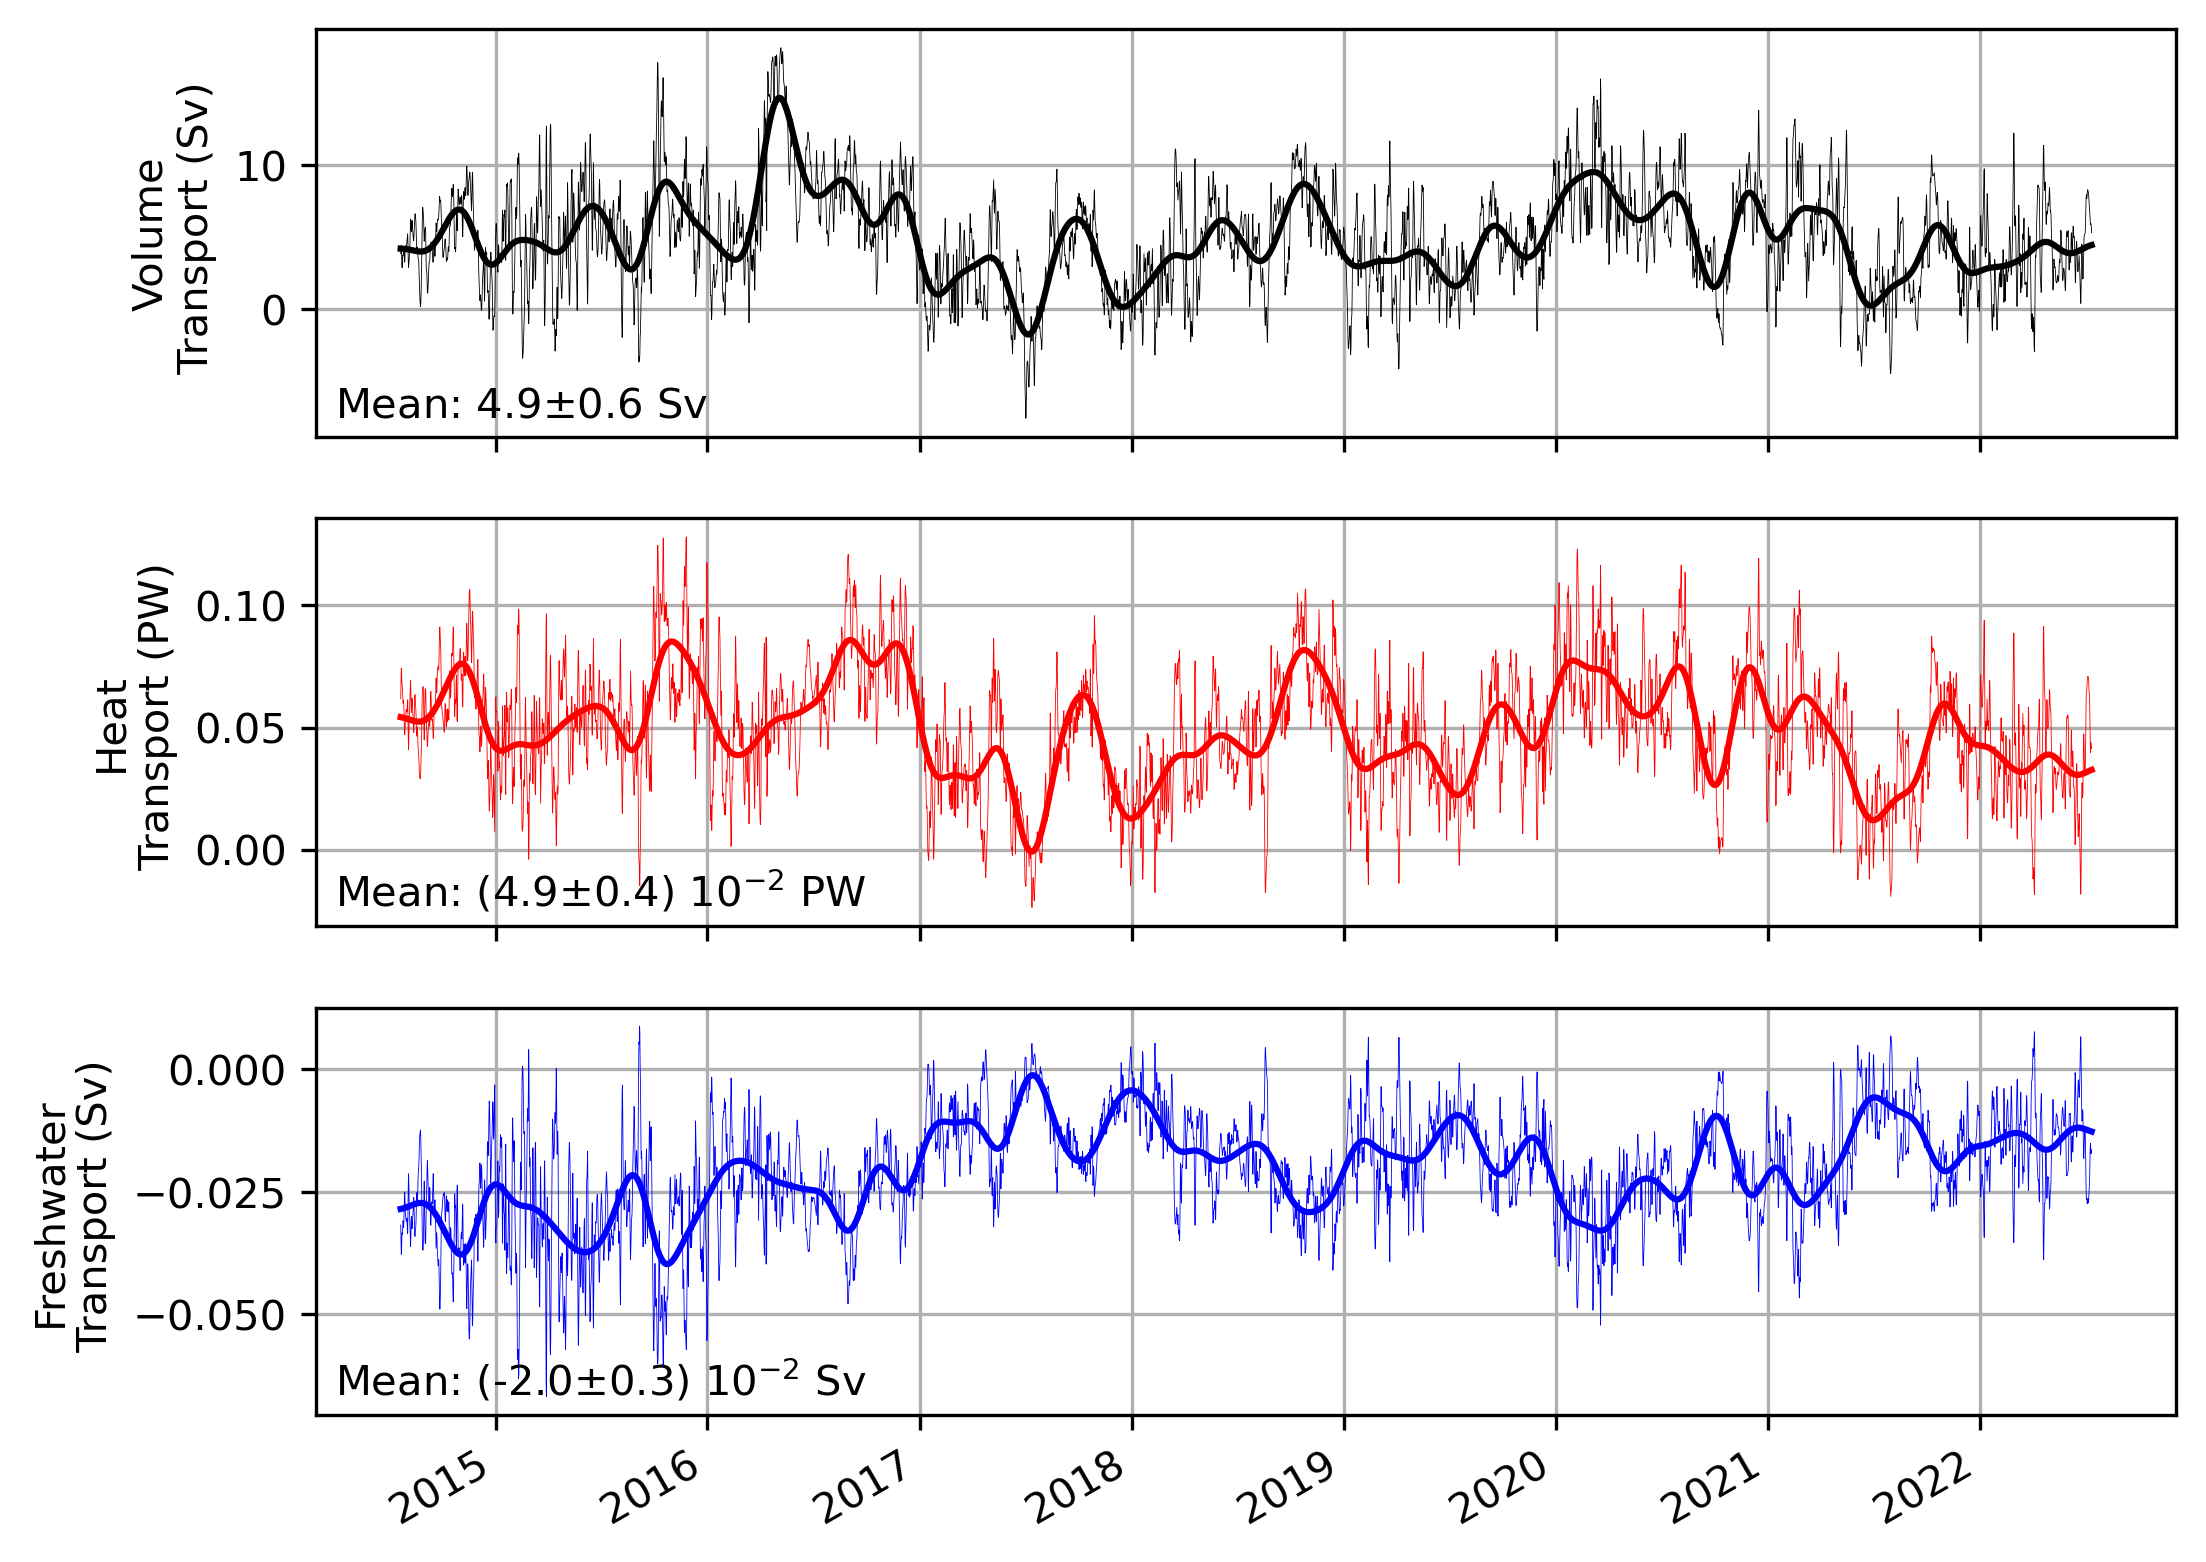 Volume
Transport (Sv)
10
0
Mean: 4.9±0.6 Sv
Heat
Transport (PW)
0.10
0.05
0.00
Mean: (4.9±0.4) 10⁻² PW
Freshwater
Transport (Sv)
0.000
−0.025
−0.050
Mean: (-2.0±0.3) 10⁻² Sv
2015 2016 2017 2018 2019 2020 2021 2022